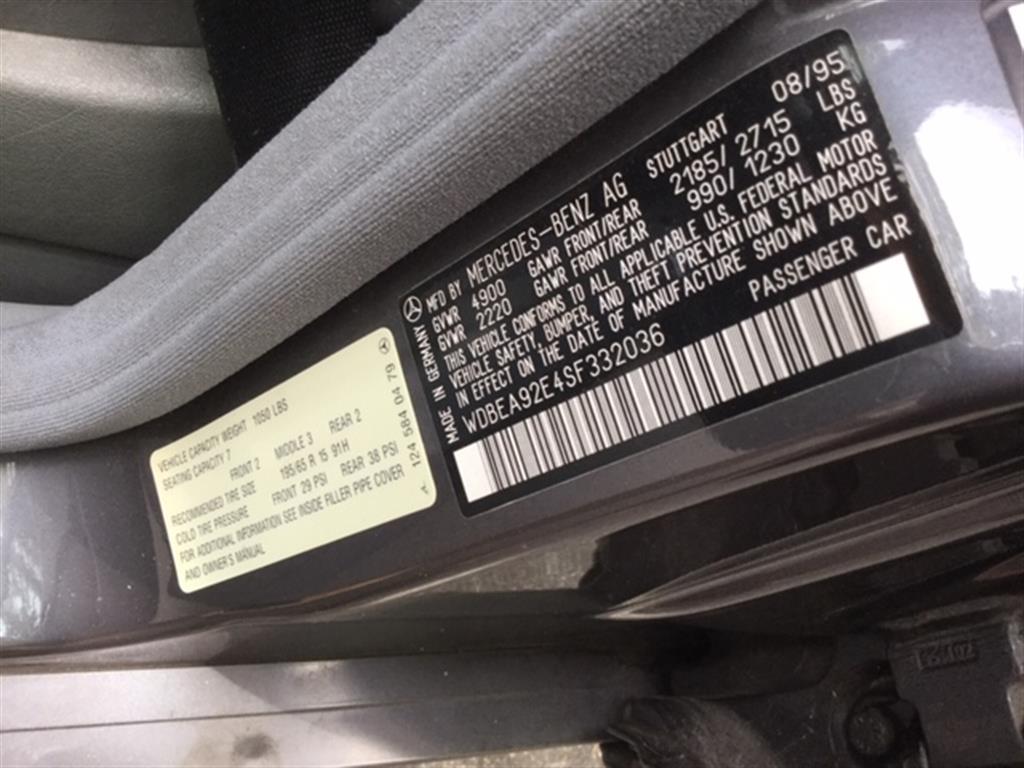 MADE IN GERMANY
MFD BY MERCEDES-BENZ AG STUTTGART 08/95
GVWR 4900 GAWR FRONT/REAR 2185/2715 LBS
GVWR 2220 GAWR FRONT/REAR 990/1230 KG
THIS VEHICLE CONFORMS TO ALL APPLICABLE U.S. FEDERAL MOTOR
VEHICLE SAFETY, BUMPER, AND THEFT PREVENTION STANDARDS
IN EFFECT ON THE DATE OF MANUFACTURE SHOWN ABOVE
WDBEA92E4SF332036 PASSENGER CAR
VEHICLE CAPACITY WEIGHT 1050 LBS
SEATING CAPACITY 7 FRONT 2 MIDDLE 3 REAR 2
RECOMMENDED TIRE SIZE 195/65 R 15 91H
COLD TIRE PRESSURE FRONT 29 PSI REAR 38 PSI
FOR ADDITIONAL INFORMATION SEE INSIDE FILLER PIPE COVER
AND OWNER'S MANUAL
A 124 584 04 79